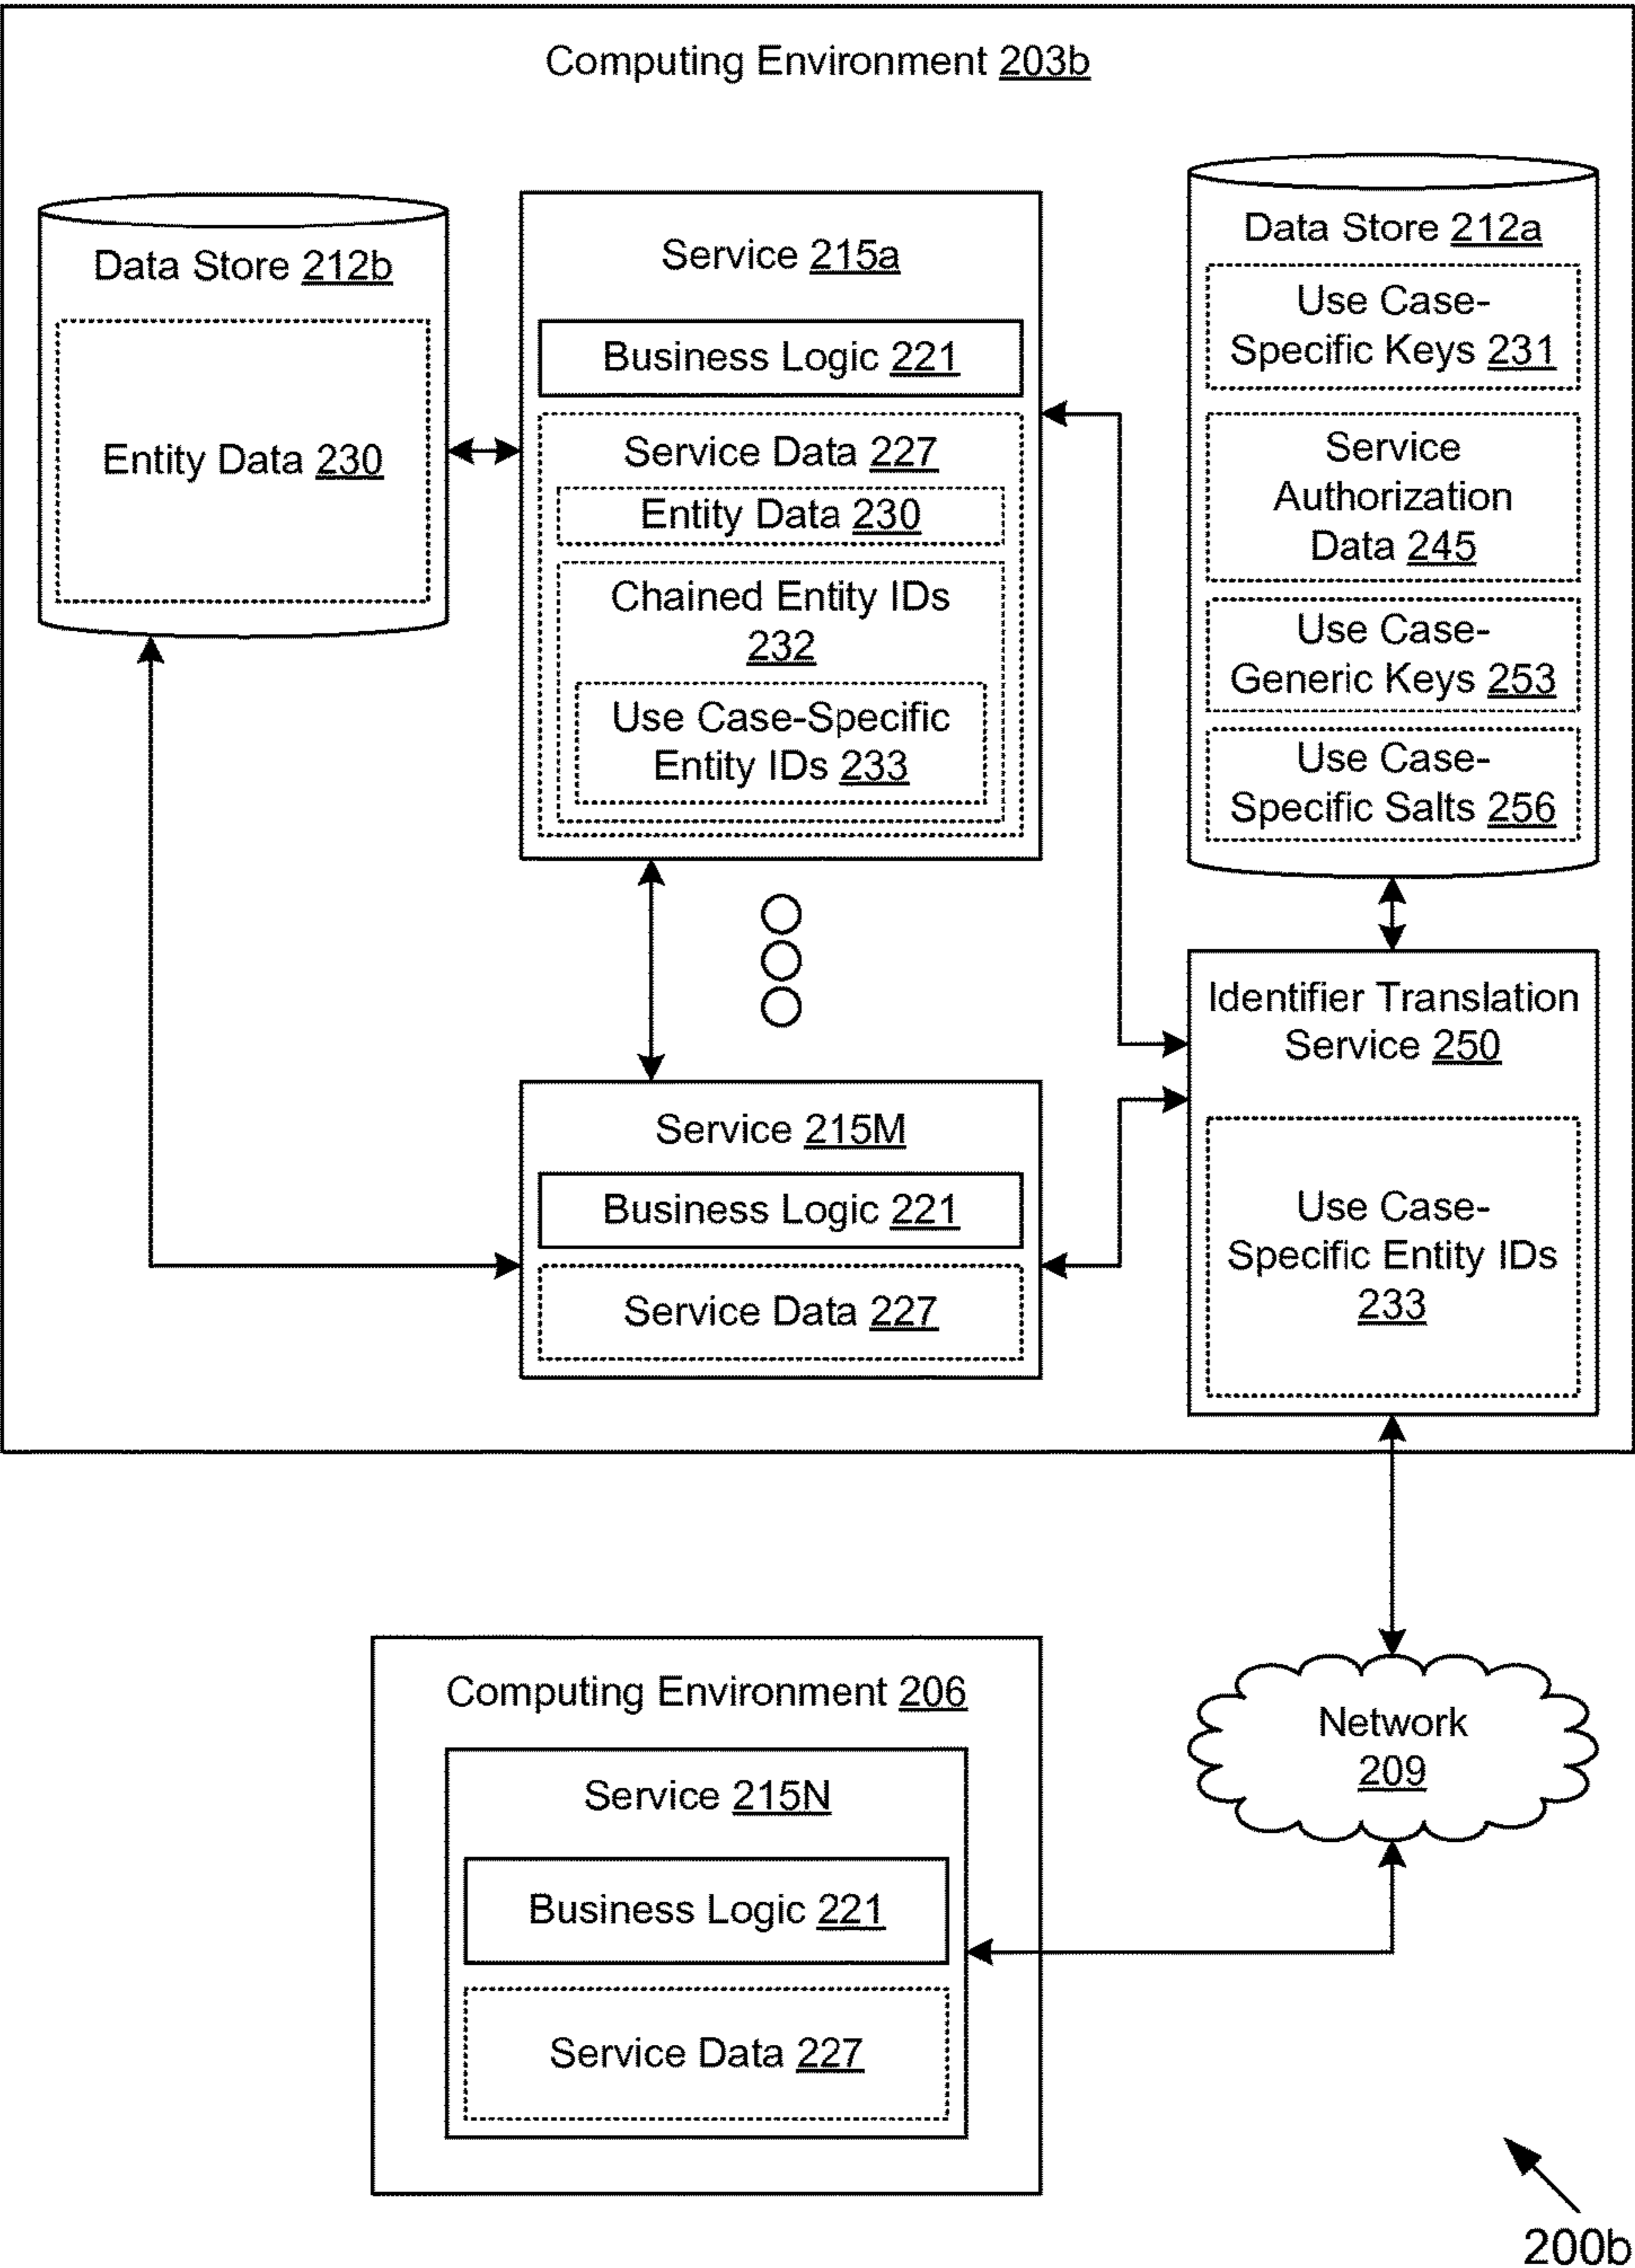 Computing Environment 203b
Data Store 212b
Entity Data 230
Service 215a
Business Logic 221
Service Data 227
Entity Data 230
Chained Entity IDs
232
Use Case-Specific
Entity IDs 233
Data Store 212a
Use Case-
Specific Keys 231
Service
Authorization
Data 245
Use Case-
Generic Keys 253
Use Case-
Specific Salts 256
Identifier Translation
Service 250
Use Case-
Specific Entity IDs
233
Service 215M
Business Logic 221
Service Data 227
Computing Environment 206
Service 215N
Business Logic 221
Service Data 227
Network
209
200b